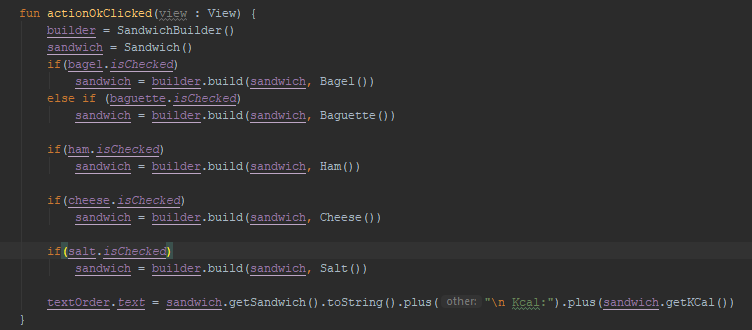 fun actionOkClicked(view : View) {
    builder = SandwichBuilder()
    sandwich = Sandwich()
    if(bagel.isChecked)
        sandwich = builder.build(sandwich, Bagel())
    else if (baguette.isChecked)
        sandwich = builder.build(sandwich, Baguette())
    if(ham.isChecked)
        sandwich = builder.build(sandwich, Ham())
    if(cheese.isChecked)
        sandwich = builder.build(sandwich, Cheese())
    if(salt.isChecked)
        sandwich = builder.build(sandwich, Salt())
    textOrder.text = sandwich.getSandwich().toString().plus( other: "\n Kcal:").plus(sandwich.getKCal())
}